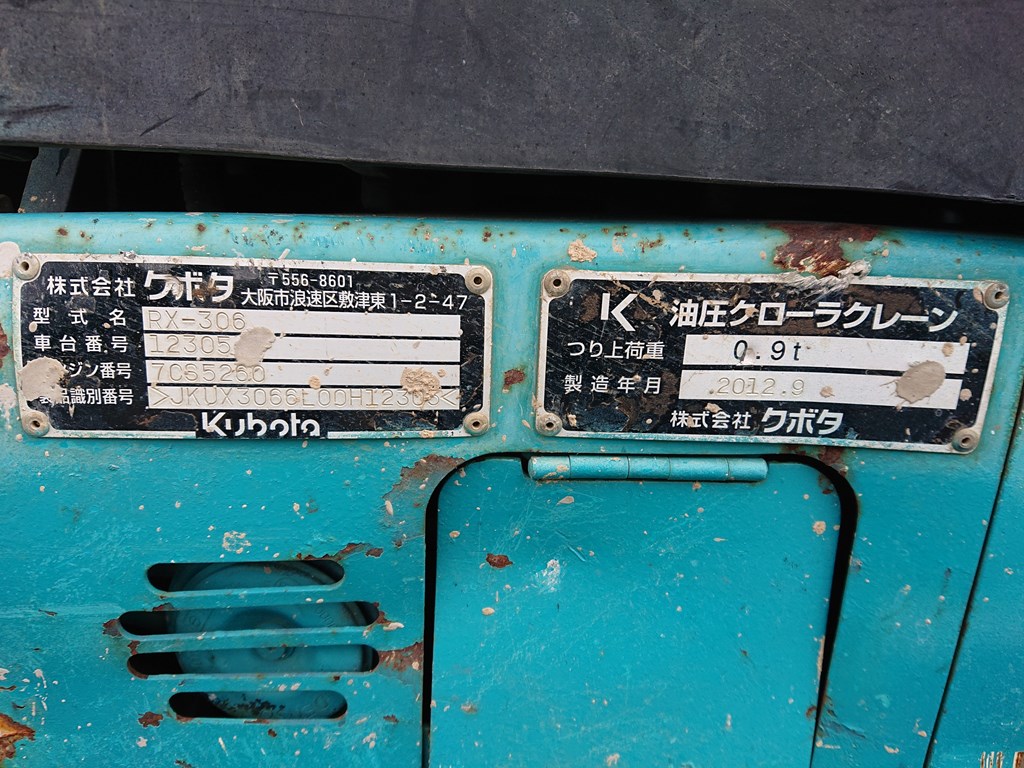 株式会社 クボタ 〒556-8601
大阪市浪速区敷津東1-2-47
型式名 RX-306
車台番号 12305
ジン番号 7CS5260
品識別番号
Kubota
K 油圧クローラクレーン
つり上荷重 0.9t
製造年月 2012.9
株式会社 クボタ